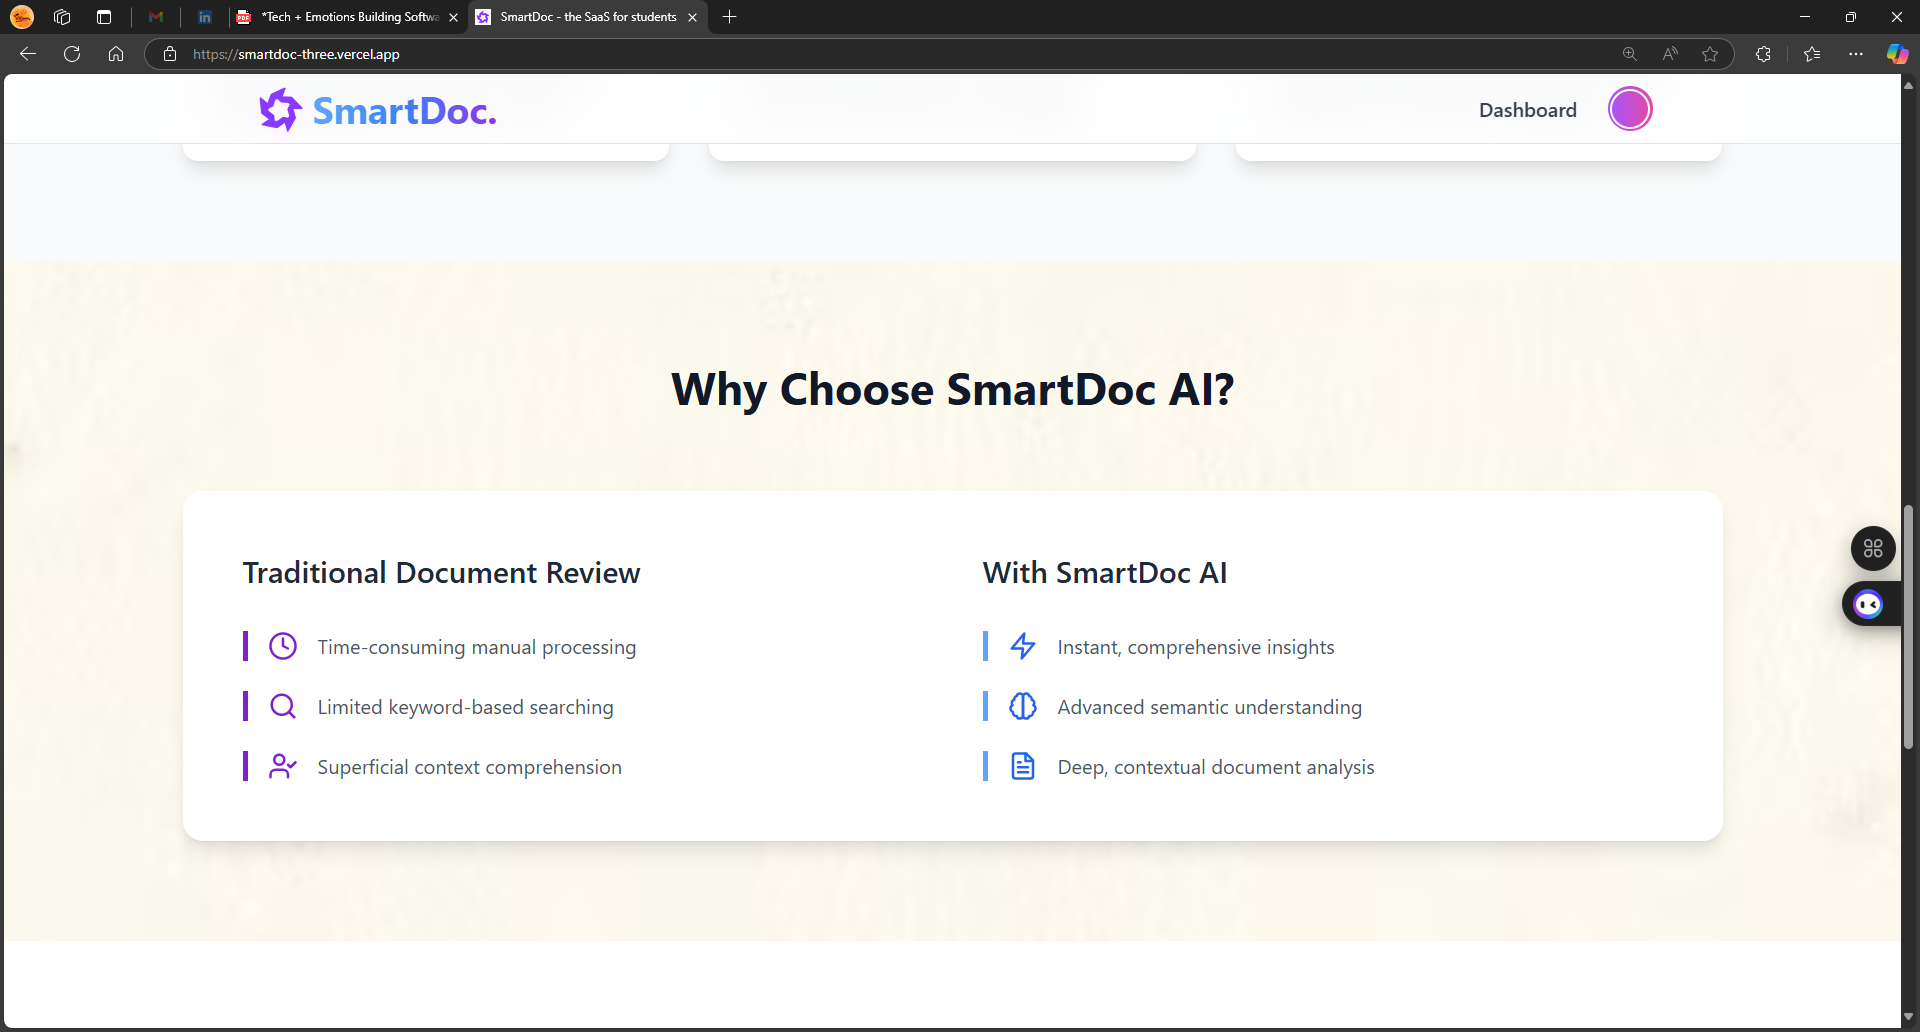 *Tech + Emotions Building Softwa
SmartDoc - the SaaS for students
https://smartdoc-three.vercel.app
SmartDoc.
Dashboard
Why Choose SmartDoc AI?
Traditional Document Review
Time-consuming manual processing
Limited keyword-based searching
Superficial context comprehension
With SmartDoc AI
Instant, comprehensive insights
Advanced semantic understanding
Deep, contextual document analysis